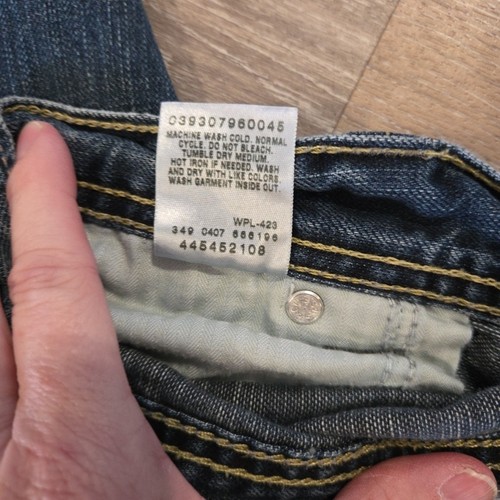 039307960045
MACHINE WASH COLD. NORMAL
CYCLE. DO NOT BLEACH.
TUMBLE DRY MEDIUM.
HOT IRON IF NEEDED. WASH
AND DRY WITH LIKE COLORS.
WASH GARMENT INSIDE OUT.
WPL-423
349 0407 666196
445452108